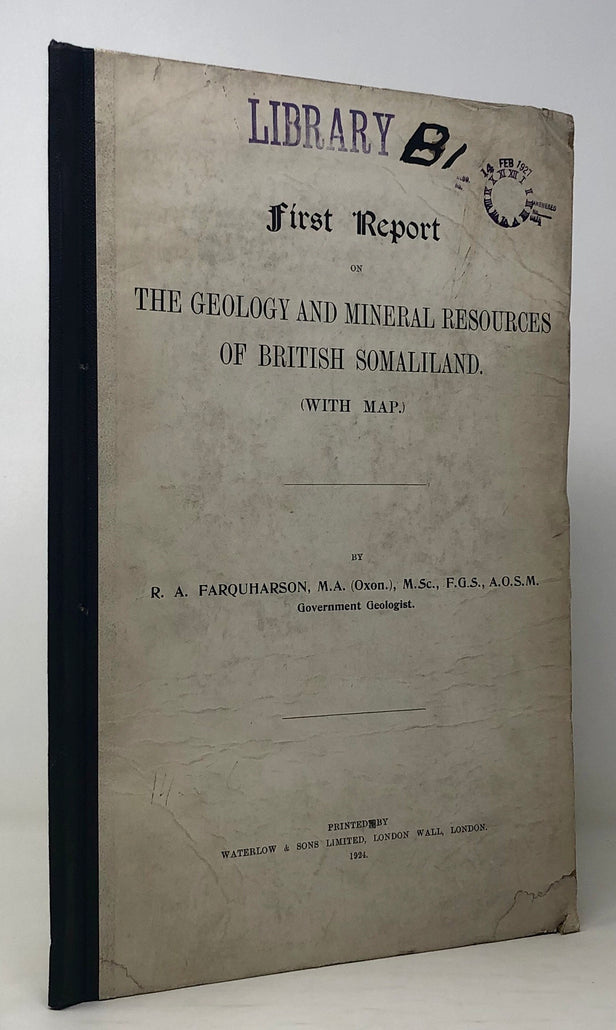 LIBRARY B1
14 FEB 1927
First Report
ON
THE GEOLOGY AND MINERAL RESOURCES
OF BRITISH SOMALILAND.
(WITH MAP.)
BY
R. A. FARQUHARSON, M.A. (Oxon.), M.Sc., F.G.S., A.O.S.M.
Government Geologist.
14
PRINTED BY
WATERLOW & SONS LIMITED, LONDON WALL, LONDON.
1924.